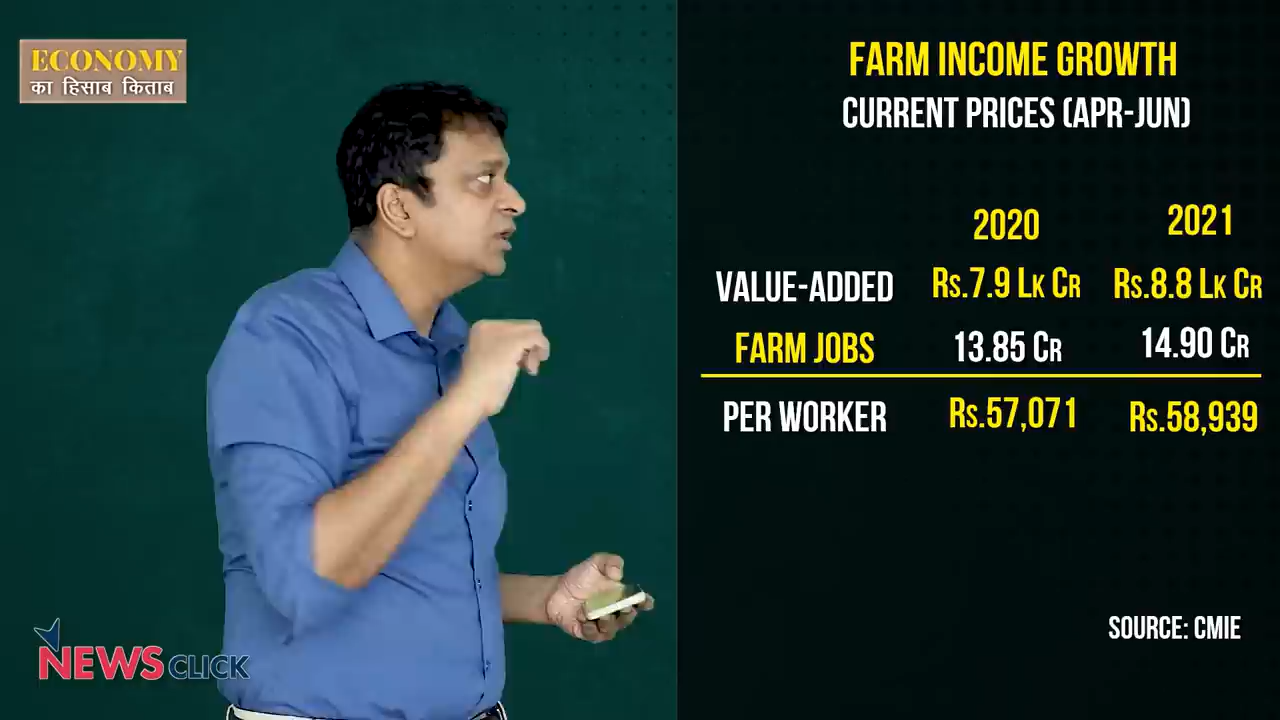 ECONOMY
का हिसाब किताब
FARM INCOME GROWTH
CURRENT PRICES (APR-JUN)
2020 2021
VALUE-ADDED Rs.7.9 Lk Cr Rs.8.8 Lk Cr
FARM JOBS 13.85 Cr 14.90 Cr
PER WORKER Rs.57,071 Rs.58,939
SOURCE: CMIE
NEWSCLICK